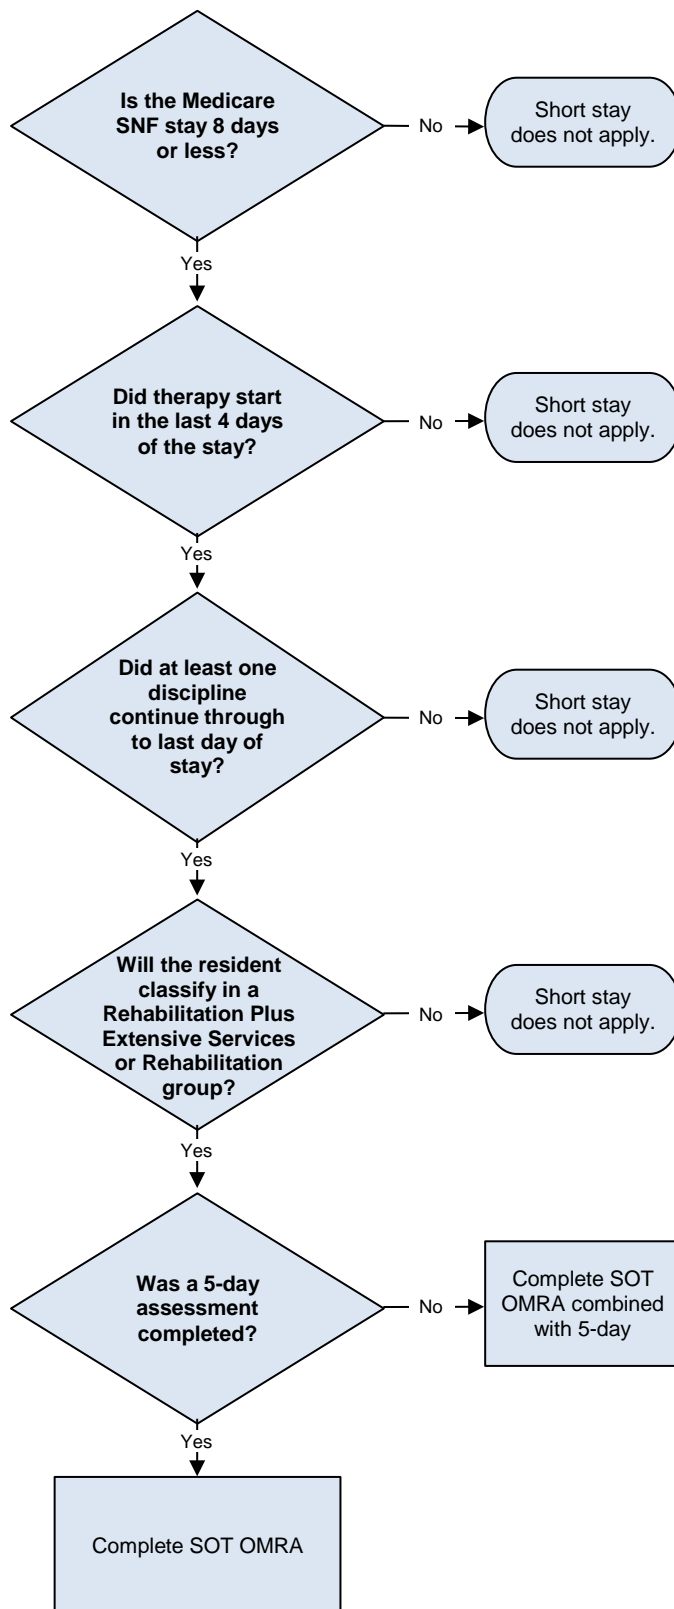 Is the Medicare
SNF stay 8 days
or less?
No
Short stay
does not apply.
Yes
Did therapy start
in the last 4 days
of the stay?
No
Short stay
does not apply.
Yes
Did at least one
discipline
continue through
to last day of
stay?
No
Short stay
does not apply.
Yes
Will the resident
classify in a
Rehabilitation Plus
Extensive Services
or Rehabilitation
group?
No
Short stay
does not apply.
Yes
Was a 5-day
assessment
completed?
No
Complete SOT
OMRA combined
with 5-day
Yes
Complete SOT OMRA